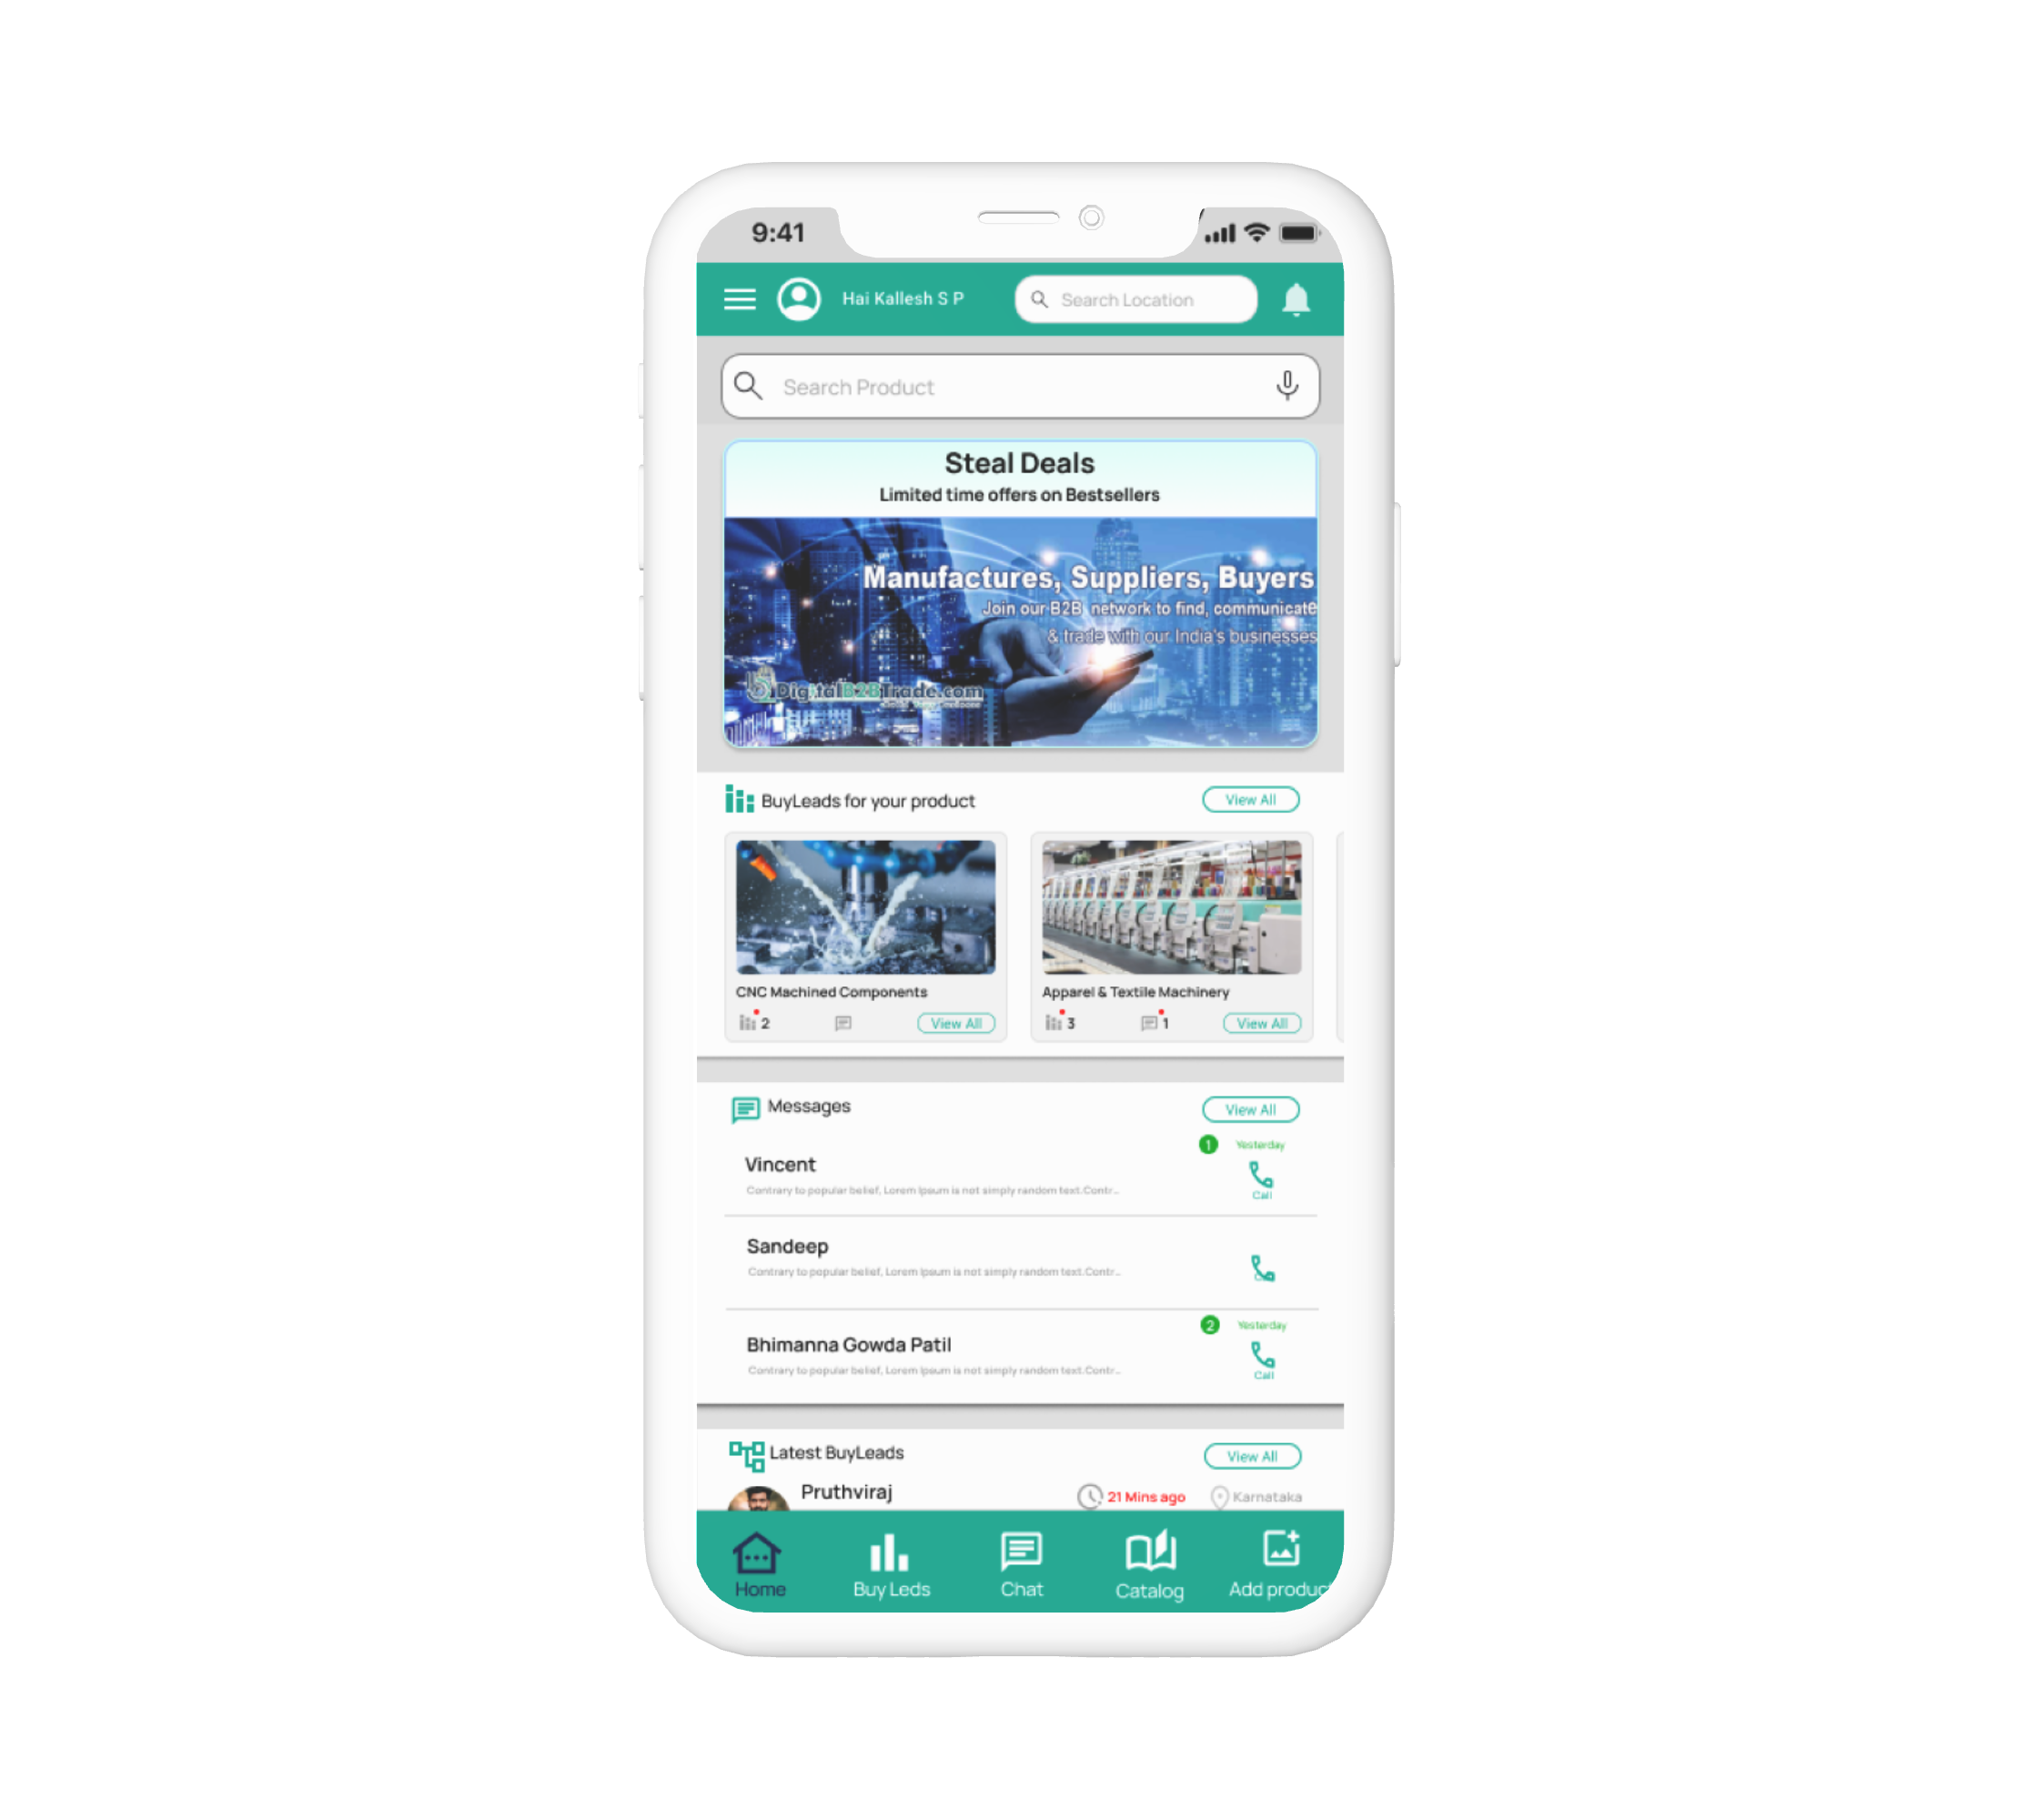 9:41
Hai Kallesh S P
Search Location
Search Product
Steal Deals
Limited time offers on Bestsellers
Manufactures, Suppliers, Buyers
Join our B2B network to find, communicate
& trade with our India's businesses
DigitalB2BTrade.com
BuyLeads for your product
View All
CNC Machined Components
2
View All
Apparel & Textile Machinery
3
1
View All
Messages
View All
1
Yesterday
Vincent
Contrary to popular belief, Lorem Ipsum is not simply random text.Contr...
Call
Sandeep
Contrary to popular belief, Lorem Ipsum is not simply random text.Contr...
2
Yesterday
Bhimanna Gowda Patil
Contrary to popular belief, Lorem Ipsum is not simply random text.Contr...
Call
Latest BuyLeads
View All
Pruthviraj
21 Mins ago
Karnataka
Home
Buy Leds
Chat
Catalog
Add product